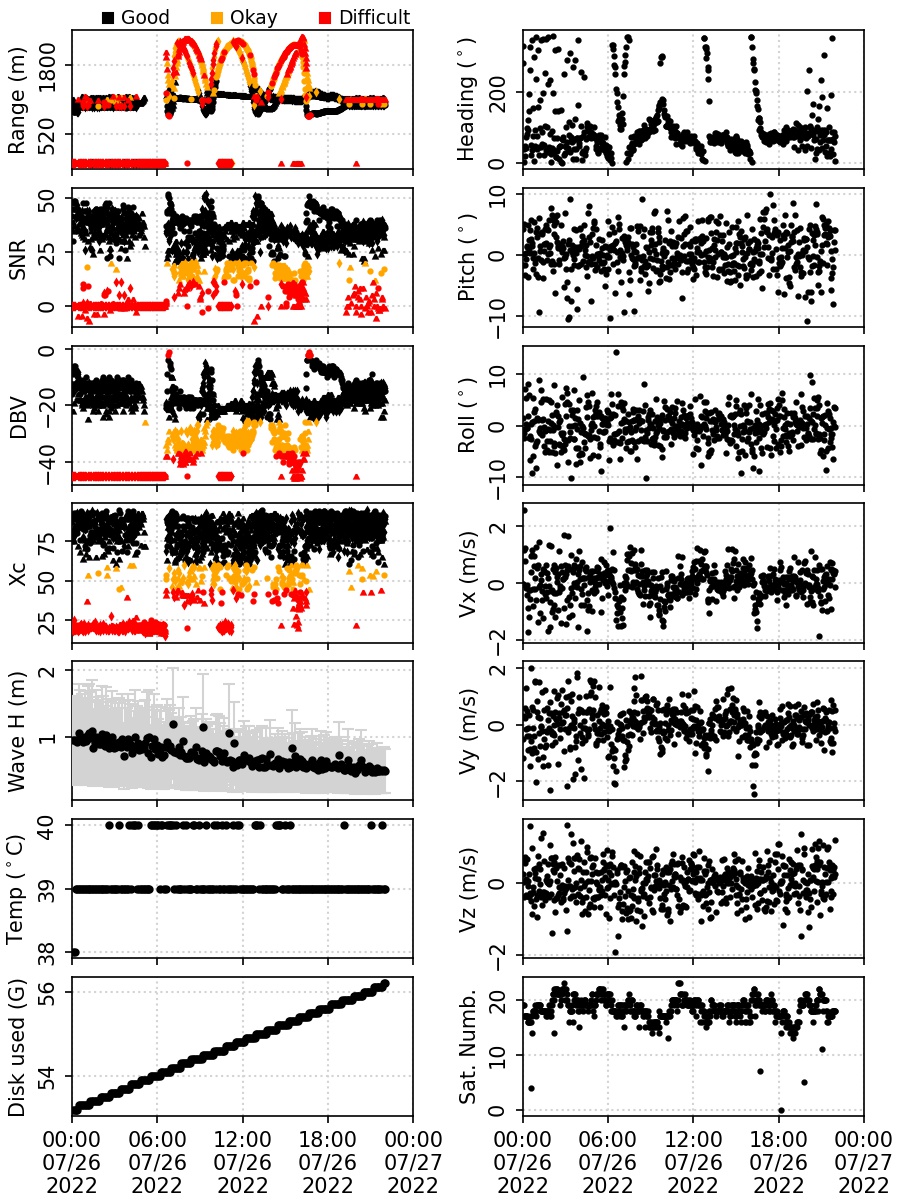 Good Okay Difficult
Range (m)
1800
520
Heading (°)
200
0
SNR
50
25
0
Pitch (°)
10
0
−10
DBV
0
−20
−40
Roll (°)
10
0
−10
Xc
75
50
25
Vx (m/s)
2
0
−2
Wave H (m)
2
1
Vy (m/s)
2
0
−2
Temp (°C)
40
39
38
Vz (m/s)
0
−2
Disk used (G)
56
54
Sat. Numb.
20
10
0
00:00 06:00 12:00 18:00 00:00
07/26 07/26 07/26 07/26 07/27
2022 2022 2022 2022 2022
00:00 06:00 12:00 18:00 00:00
07/26 07/26 07/26 07/26 07/27
2022 2022 2022 2022 2022